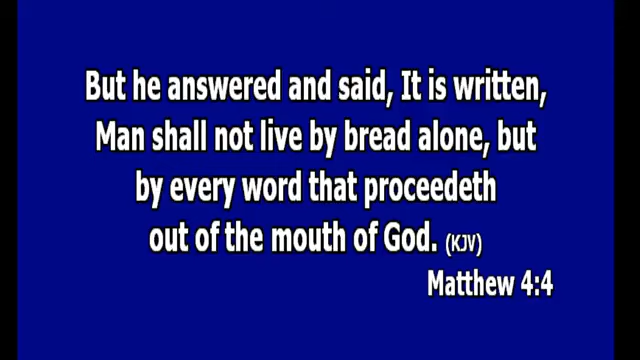 But he answered and said, It is written,
Man shall not live by bread alone, but
by every word that proceedeth
out of the mouth of God. (KJV)
Matthew 4:4